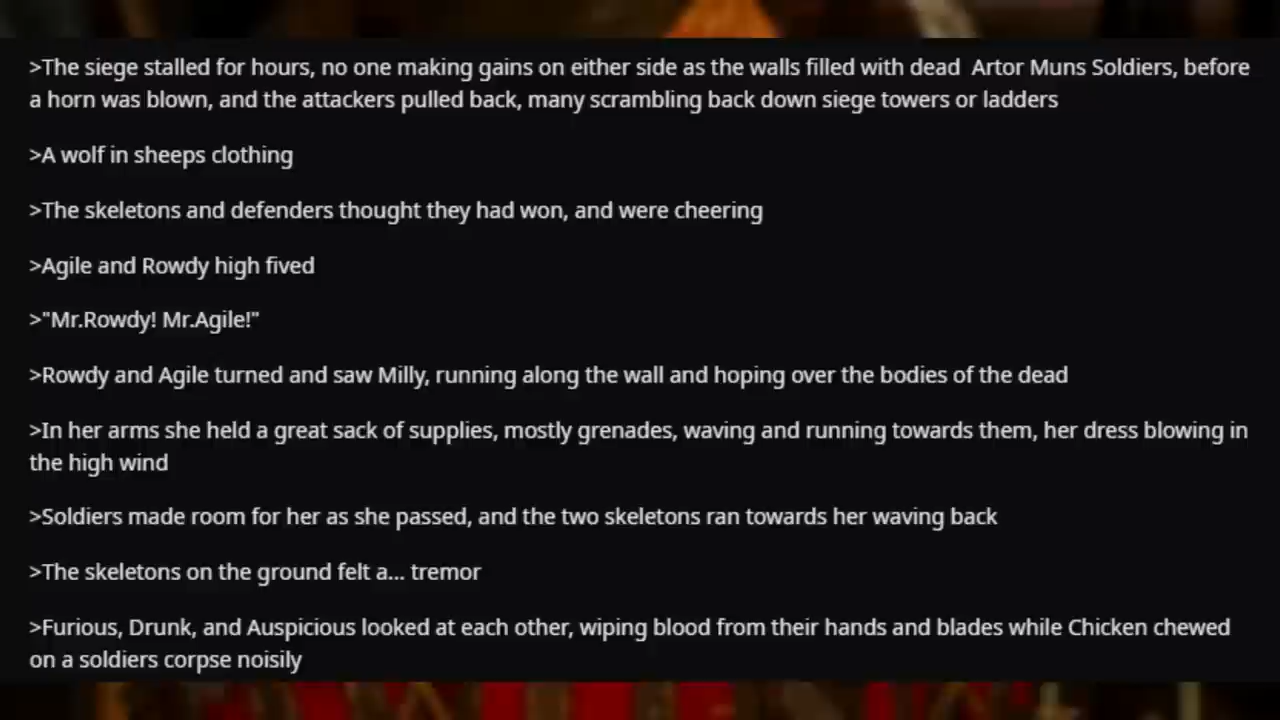 >The siege stalled for hours, no one making gains on either side as the walls filled with dead  Artor Muns Soldiers, before
a horn was blown, and the attackers pulled back, many scrambling back down siege towers or ladders
>A wolf in sheeps clothing
>The skeletons and defenders thought they had won, and were cheering
>Agile and Rowdy high fived
>"Mr.Rowdy! Mr.Agile!"
>Rowdy and Agile turned and saw Milly, running along the wall and hoping over the bodies of the dead
>In her arms she held a great sack of supplies, mostly grenades, waving and running towards them, her dress blowing in
the high wind
>Soldiers made room for her as she passed, and the two skeletons ran towards her waving back
>The skeletons on the ground felt a... tremor
>Furious, Drunk, and Auspicious looked at each other, wiping blood from their hands and blades while Chicken chewed
on a soldiers corpse noisily